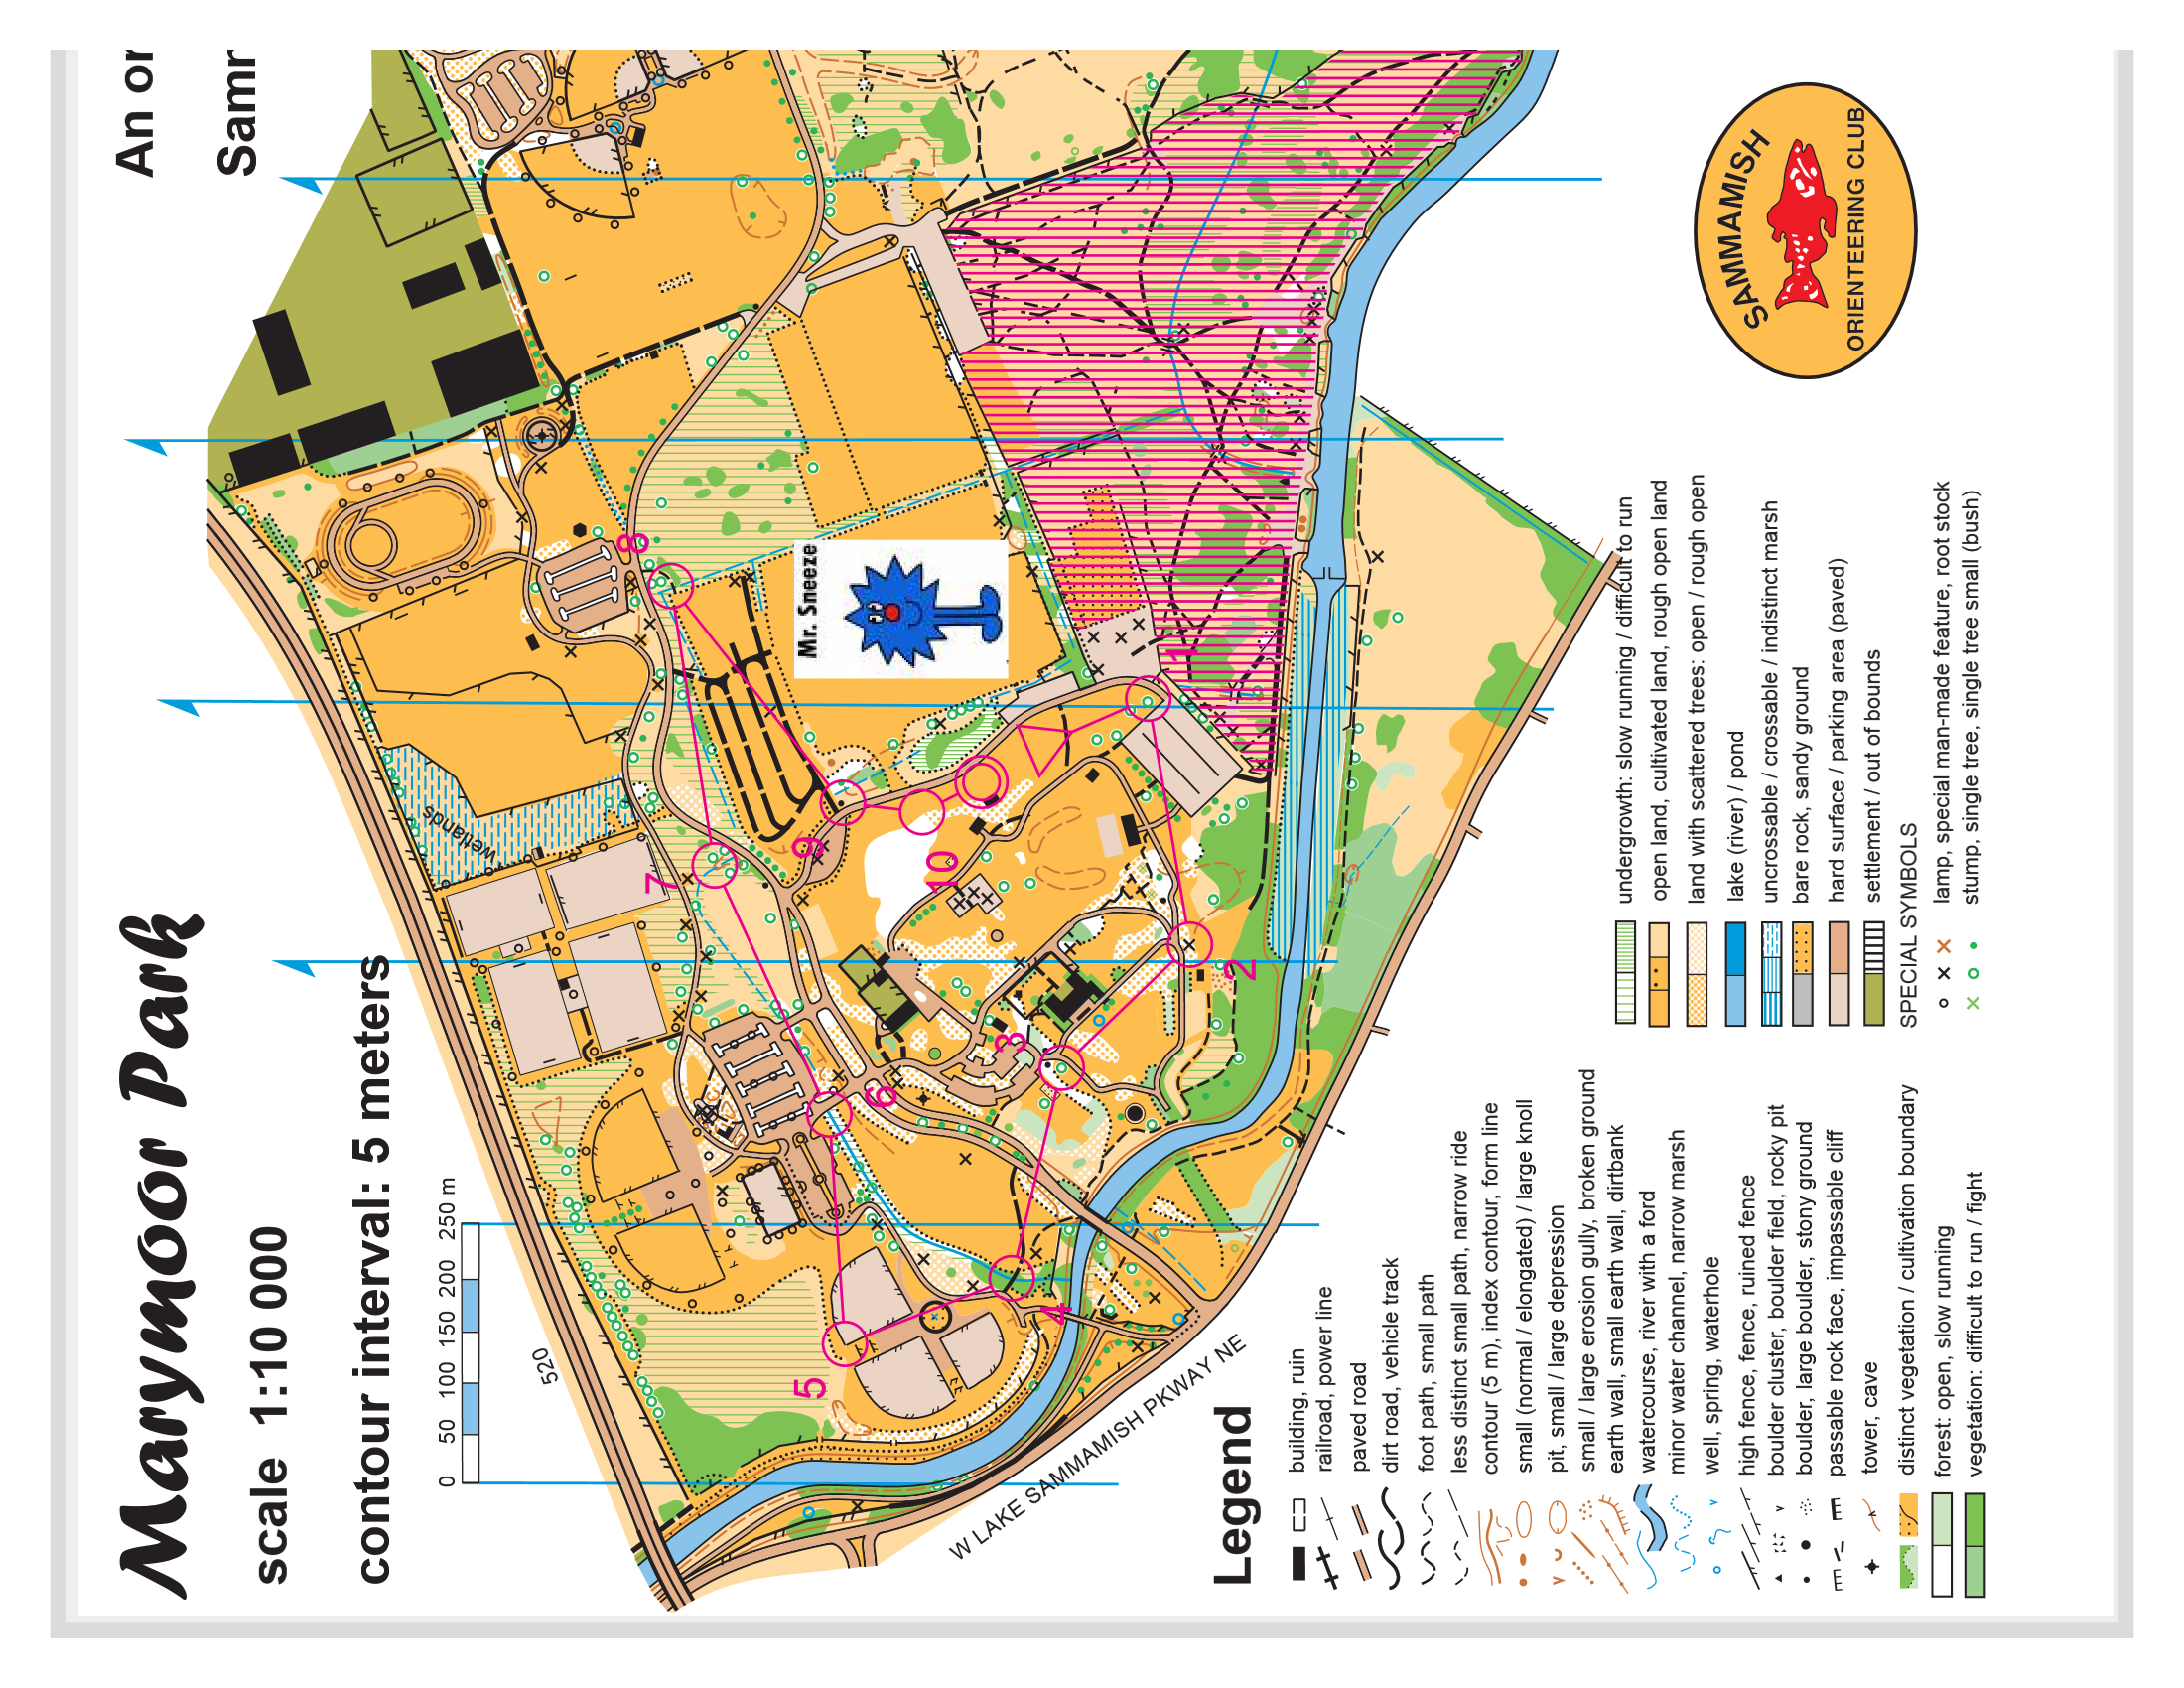 Marymoor Park
scale 1:10 000
contour interval: 5 meters
An or
Samr
0 50 100 150 200 250 m
520
wetlands
W LAKE SAMMAMISH PKWAY NE
Mr. Sneeze
1
2
3
4
5
6
7
8
9
10
Legend
building, ruin
railroad, power line
paved road
dirt road, vehicle track
foot path, small path
less distinct small path, narrow ride
contour (5 m), index contour, form line
small (normal / elongated) / large knoll
pit, small / large depression
small / large erosion gully, broken ground
earth wall, small earth wall, dirtbank
watercourse, river with a ford
minor water channel, narrow marsh
well, spring, waterhole
high fence, fence, ruined fence
boulder cluster, boulder field, rocky pit
boulder, large boulder, stony ground
passable rock face, impassable cliff
tower, cave
distinct vegetation / cultivation boundary
forest: open, slow running
vegetation: difficult to run / fight
undergrowth: slow running / difficult to run
open land, cultivated land, rough open land
land with scattered trees: open / rough open
lake (river) / pond
uncrossable / crossable / indistinct marsh
bare rock, sandy ground
hard surface / parking area (paved)
settlement / out of bounds
SPECIAL SYMBOLS
lamp, special man-made feature, root stock
stump, single tree, single tree small (bush)
SAMMAMISH
ORIENTEERING CLUB